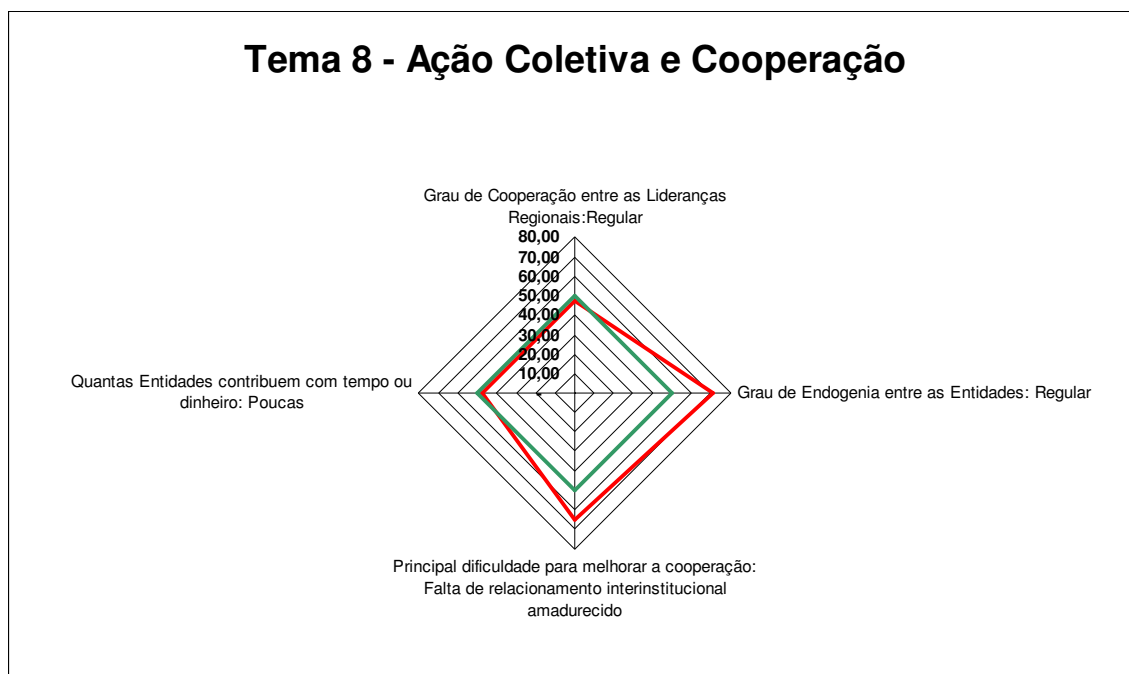 Tema 8 - Ação Coletiva e Cooperação
Grau de Cooperação entre as Lideranças
Regionais:Regular
80,00
70,00
60,00
50,00
40,00
30,00
20,00
10,00
-
Quantas Entidades contribuem com tempo ou
dinheiro: Poucas
Grau de Endogenia entre as Entidades: Regular
Principal dificuldade para melhorar a cooperação:
Falta de relacionamento interinstitucional
amadurecido